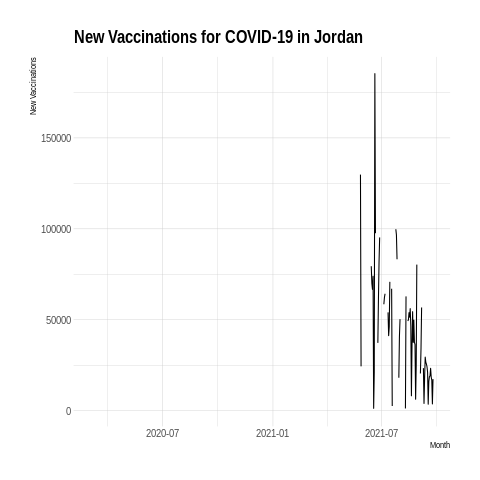 New Vaccinations for COVID-19 in Jordan
New Vaccinations
150000
100000
50000
0
2020-07
2021-01
2021-07
Month